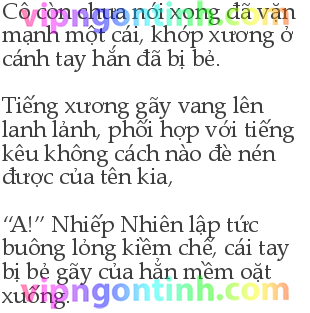 Cô còn chưa nói xong đã vặn
vipngontinh.com
mạnh một cái, khớp xương ở
cánh tay hắn đã bị bẻ.
Tiếng xương gãy vang lên
lanh lảnh, phối hợp với tiếng
kêu không cách nào đè nén
được của tên kia,
“A!” Nhiếp Nhiên lập tức
buông lỏng kiềm chế, cái tay
bị bẻ gãy của hắn mềm oặt
xuống.
vipngontinh.com